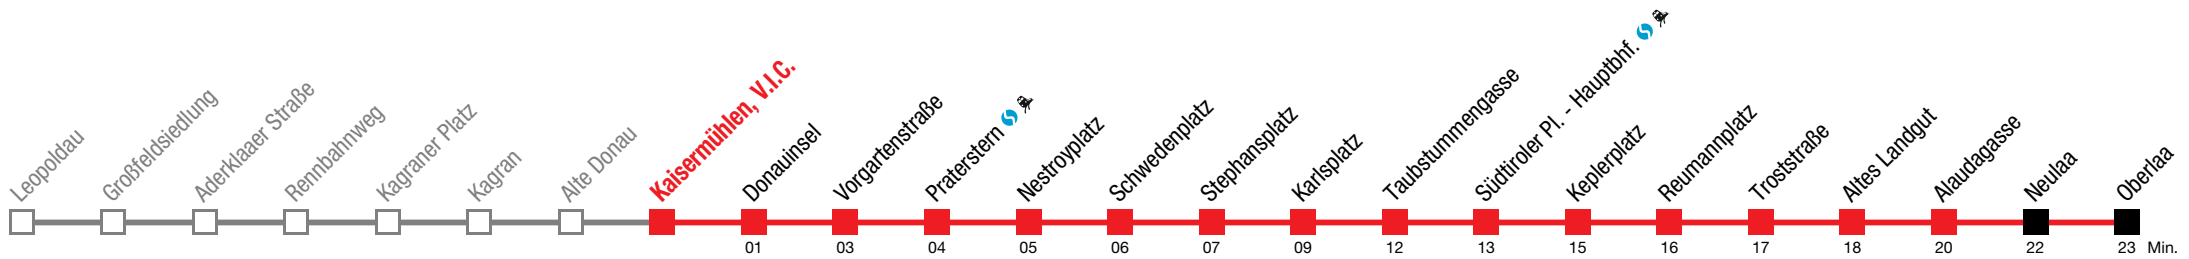 Leopoldau
Großfeldsiedlung
Aderklaaer Straße
Rennbahnweg
Kagraner Platz
Kagran
Alte Donau
Kaisermühlen, V.I.C.
Donauinsel
Vorgartenstraße
Praterstern
Nestroyplatz
Schwedenplatz
Stephansplatz
Karlsplatz
Taubstummengasse
Südtiroler Pl. - Hauptbhf.
Keplerplatz
Reumannplatz
Troststraße
Altes Landgut
Alaudagasse
Neulaa
Oberlaa
01 03 04 05 06 07 09 12 13 15 16 17 18 20 22 23 Min.